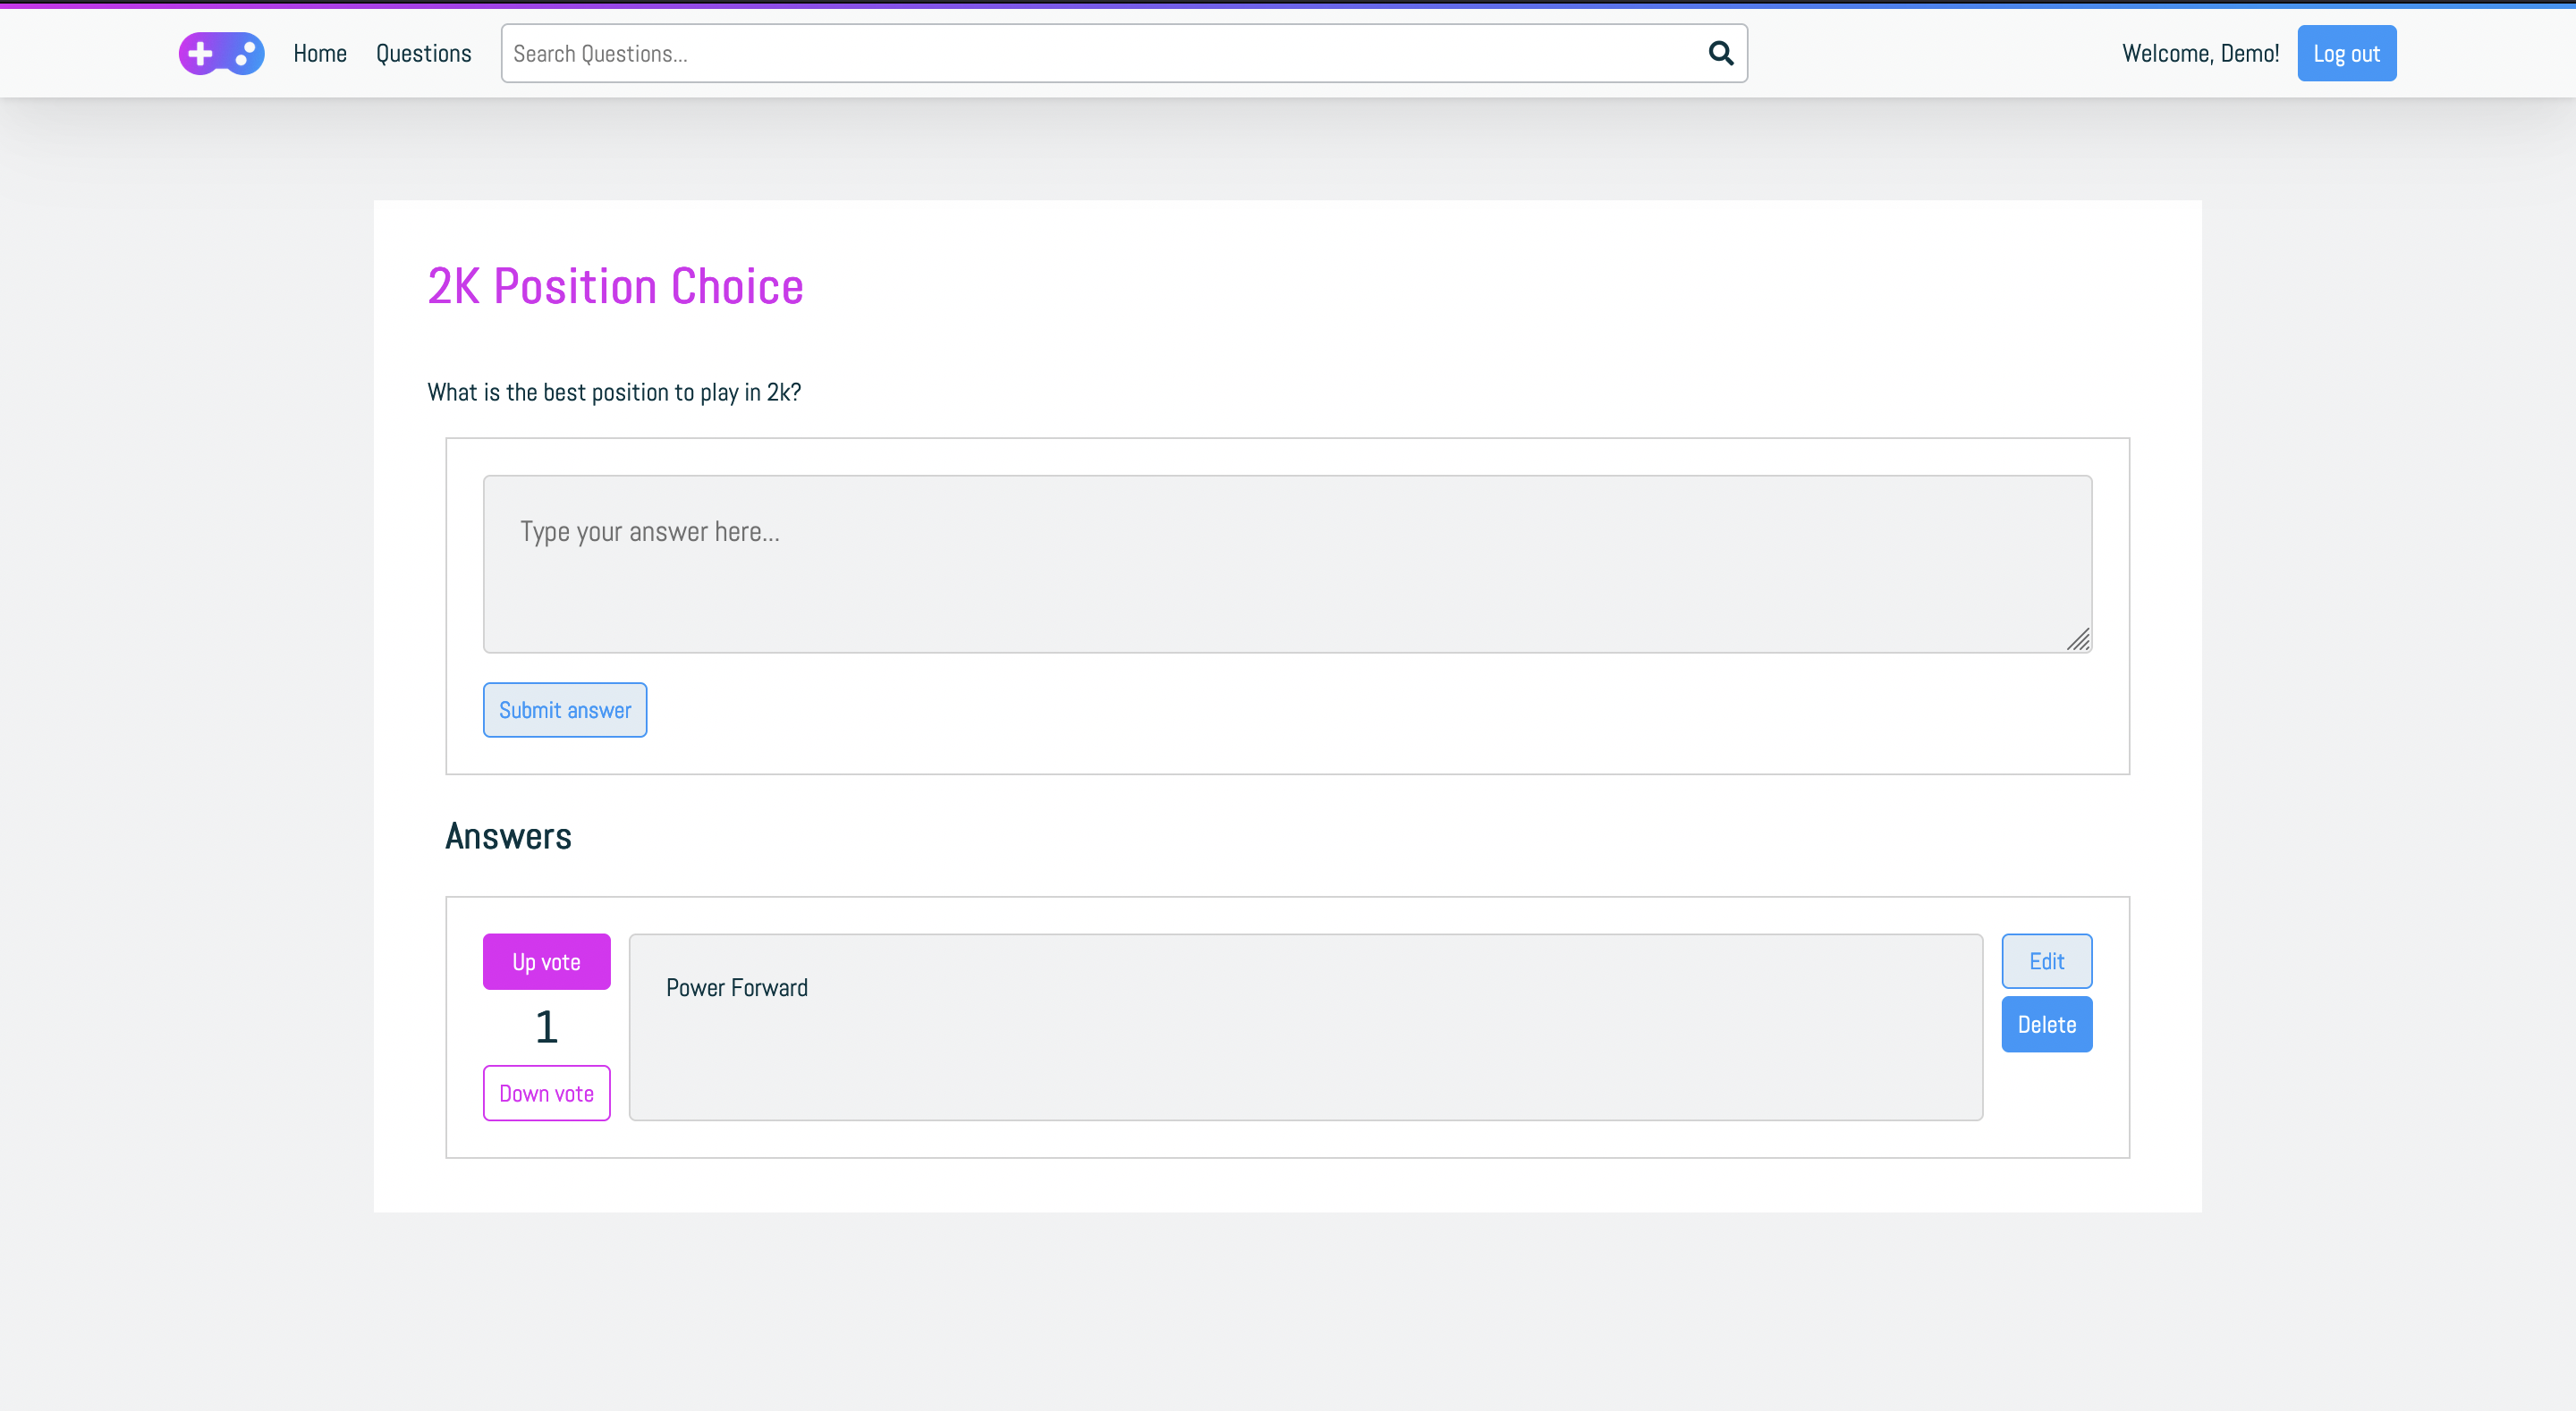 Home Questions Search Questions... Welcome, Demo! Log out
2K Position Choice
What is the best position to play in 2k?
Type your answer here...
Submit answer
Answers
Up vote
1
Down vote
Power Forward
Edit
Delete